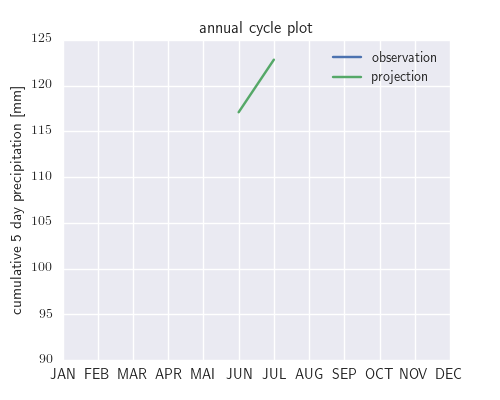 annual cycle plot
observation
projection
cumulative 5 day precipitation [mm]
125
120
115
110
105
100
95
90
JAN FEB MAR APR MAI JUN JUL AUG SEP OCT NOV DEC